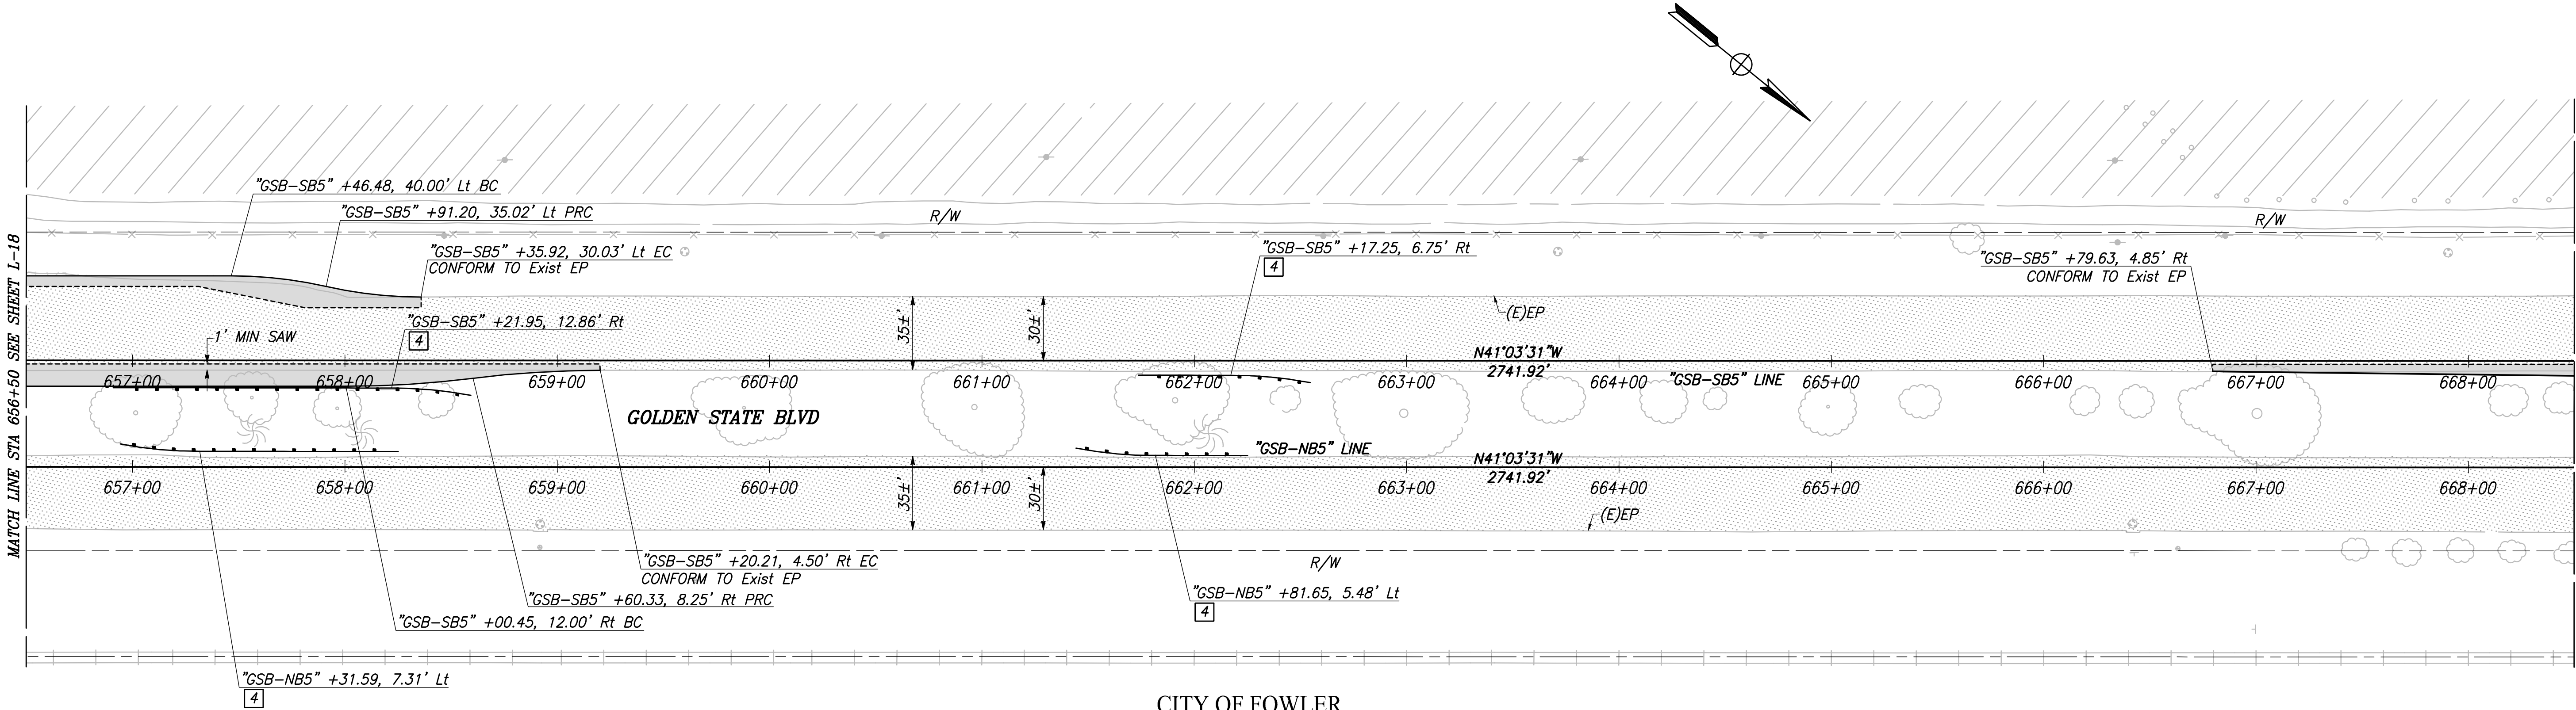 "GSB-SB5" +46.48, 40.00' Lt BC
"GSB-SB5" +91.20, 35.02' Lt PRC
R/W
R/W
"GSB-SB5" +35.92, 30.03' Lt EC
CONFORM TO Exist EP
"GSB-SB5" +17.25, 6.75' Rt
4
"GSB-SB5" +79.63, 4.85' Rt
CONFORM TO Exist EP
MATCH LINE STA 656+50 SEE SHEET L-18
"GSB-SB5" +21.95, 12.86' Rt
4
1' MIN SAW
35±'
30±'
(E)EP
N41°03'31"W
2741.92'
657+00
658+00
659+00
660+00
661+00
662+00
663+00
664+00
"GSB-SB5" LINE
665+00
666+00
667+00
668+00
GOLDEN STATE BLVD
"GSB-NB5" LINE
N41°03'31"W
2741.92'
657+00
658+00
659+00
660+00
661+00
662+00
663+00
664+00
665+00
666+00
667+00
668+00
35±'
30±'
(E)EP
"GSB-SB5" +20.21, 4.50' Rt EC
CONFORM TO Exist EP
R/W
"GSB-SB5" +60.33, 8.25' Rt PRC
"GSB-NB5" +81.65, 5.48' Lt
4
"GSB-SB5" +00.45, 12.00' Rt BC
"GSB-NB5" +31.59, 7.31' Lt
4
CITY OF FOWLER